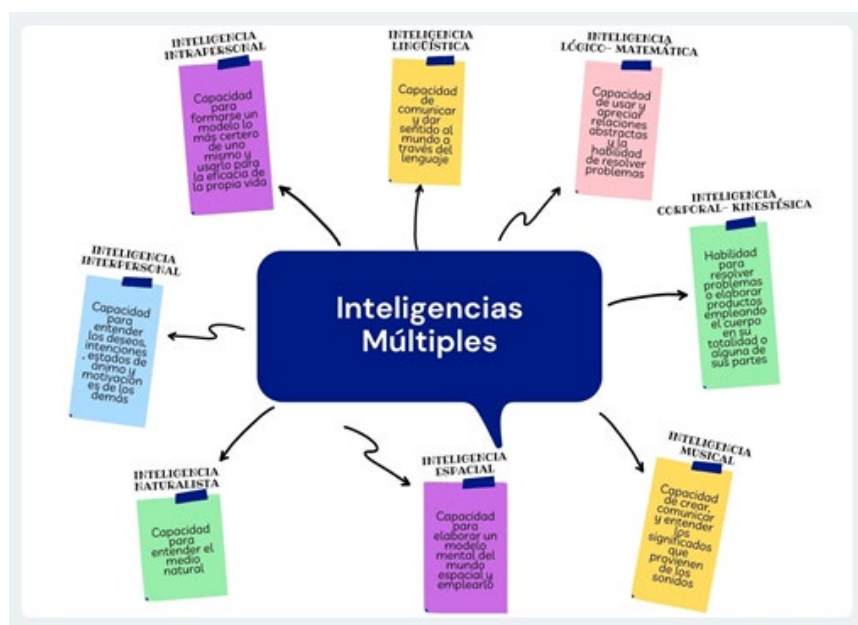 INTELIGENCIA
INTRAPERSONAL
Capacidad
para
formarse un
modelo lo
más certero
de uno
mismo y
usarlo para
la eficacia de
la propia vida
INTELIGENCIA
LINGÜÍSTICA
Capacidad
de
comunicar
y dar
sentido al
mundo a
través del
lenguaje
INTELIGENCIA
LÓGICO- MATEMÁTICA
Capacidad
de usar y
apreciar
relaciones
abstractas
y la
habilidad
de resolver
problemas
INTELIGENCIA
CORPORAL- KINESTÉSICA
Habilidad
para
resolver
problemas
o elaborar
productos
empleando
el cuerpo
en su
totalidad o
alguna de
sus partes
INTELIGENCIA
INTERPERSONAL
Capacidad
para
entender
los deseos,
intenciones
, estados de
ánimo y
motivación
es de los
demás
Inteligencias
Múltiples
INTELIGENCIA
NATURALISTA
Capacidad
para
entender el
medio
natural
INTELIGENCIA
ESPACIAL
Capacidad
para
elaborar un
modelo
mental del
mundo
espacial y
emplearlo
INTELIGENCIA
MUSICAL
Capacidad
de crear,
comunicar
y entender
los
significados
que
provienen
de los
sonidos